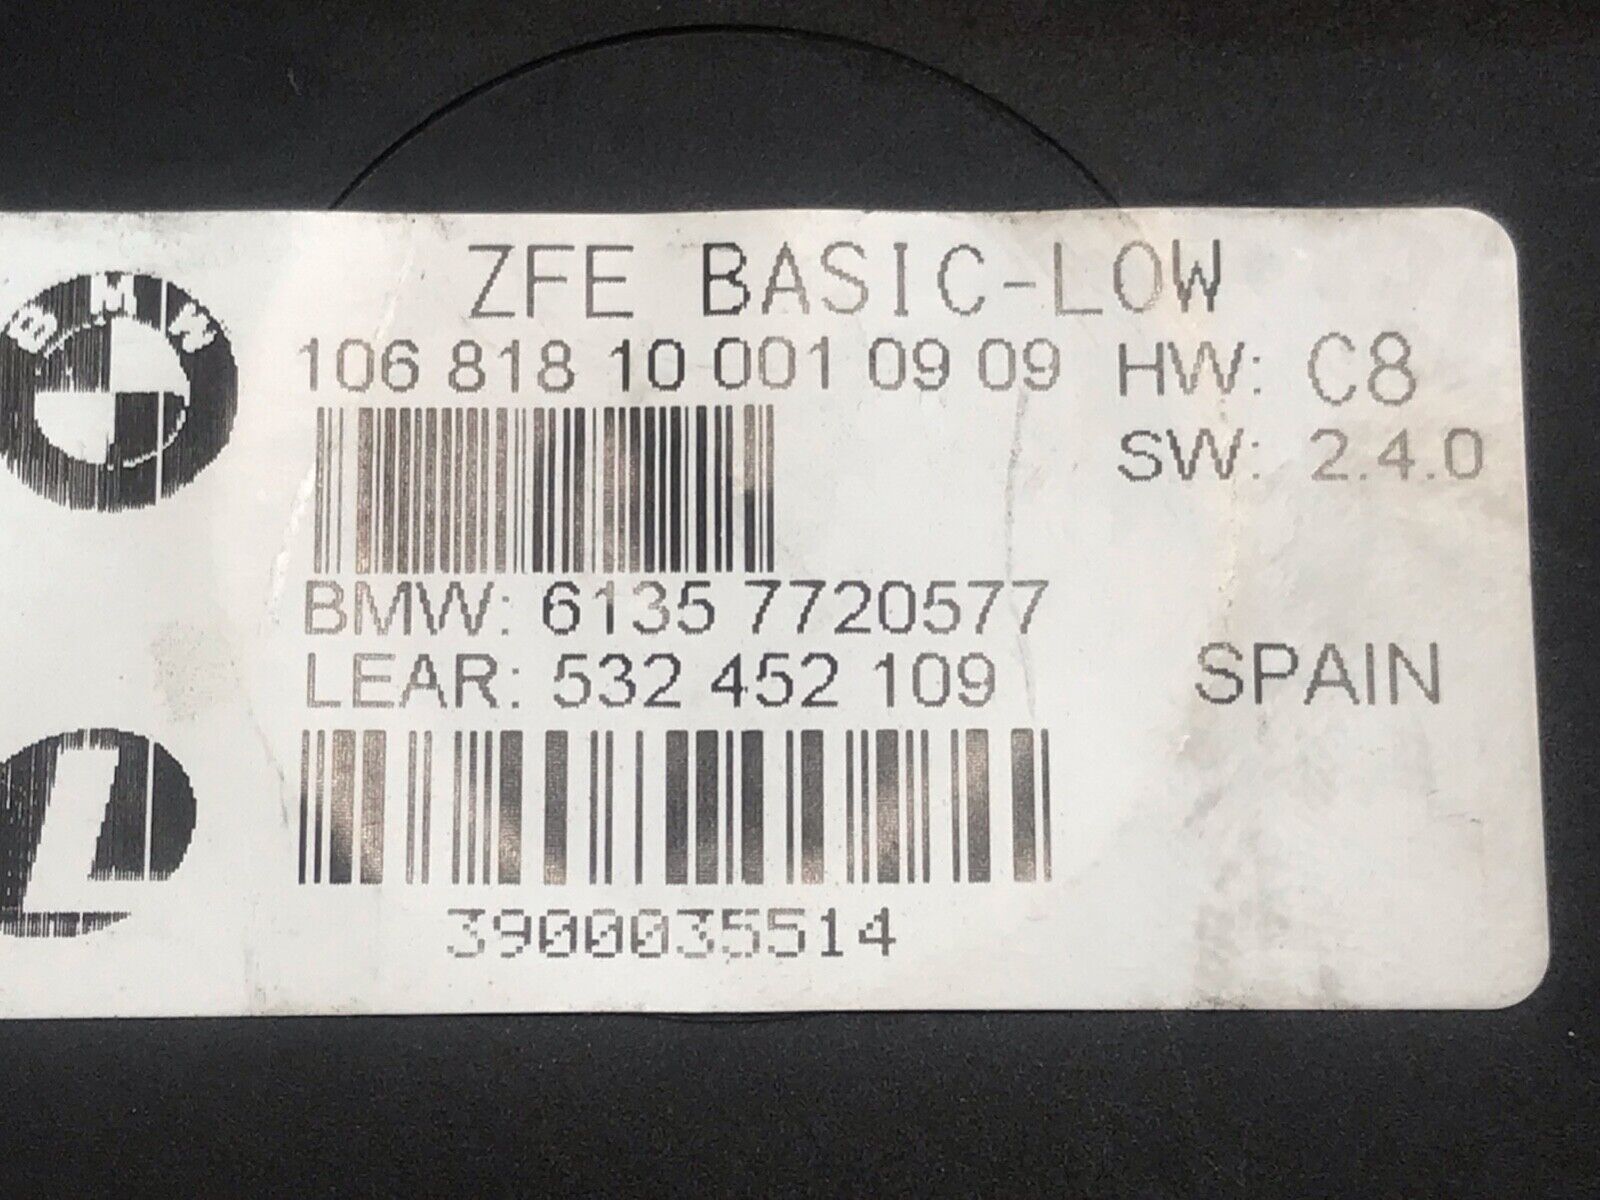 ZFE BASIC-LOW
BMW
106 818 10 001 09 09 HW: C8
SW: 2.4.0
BMW: 6135 7720577
LEAR: 532 452 109 SPAIN
L
3900035514